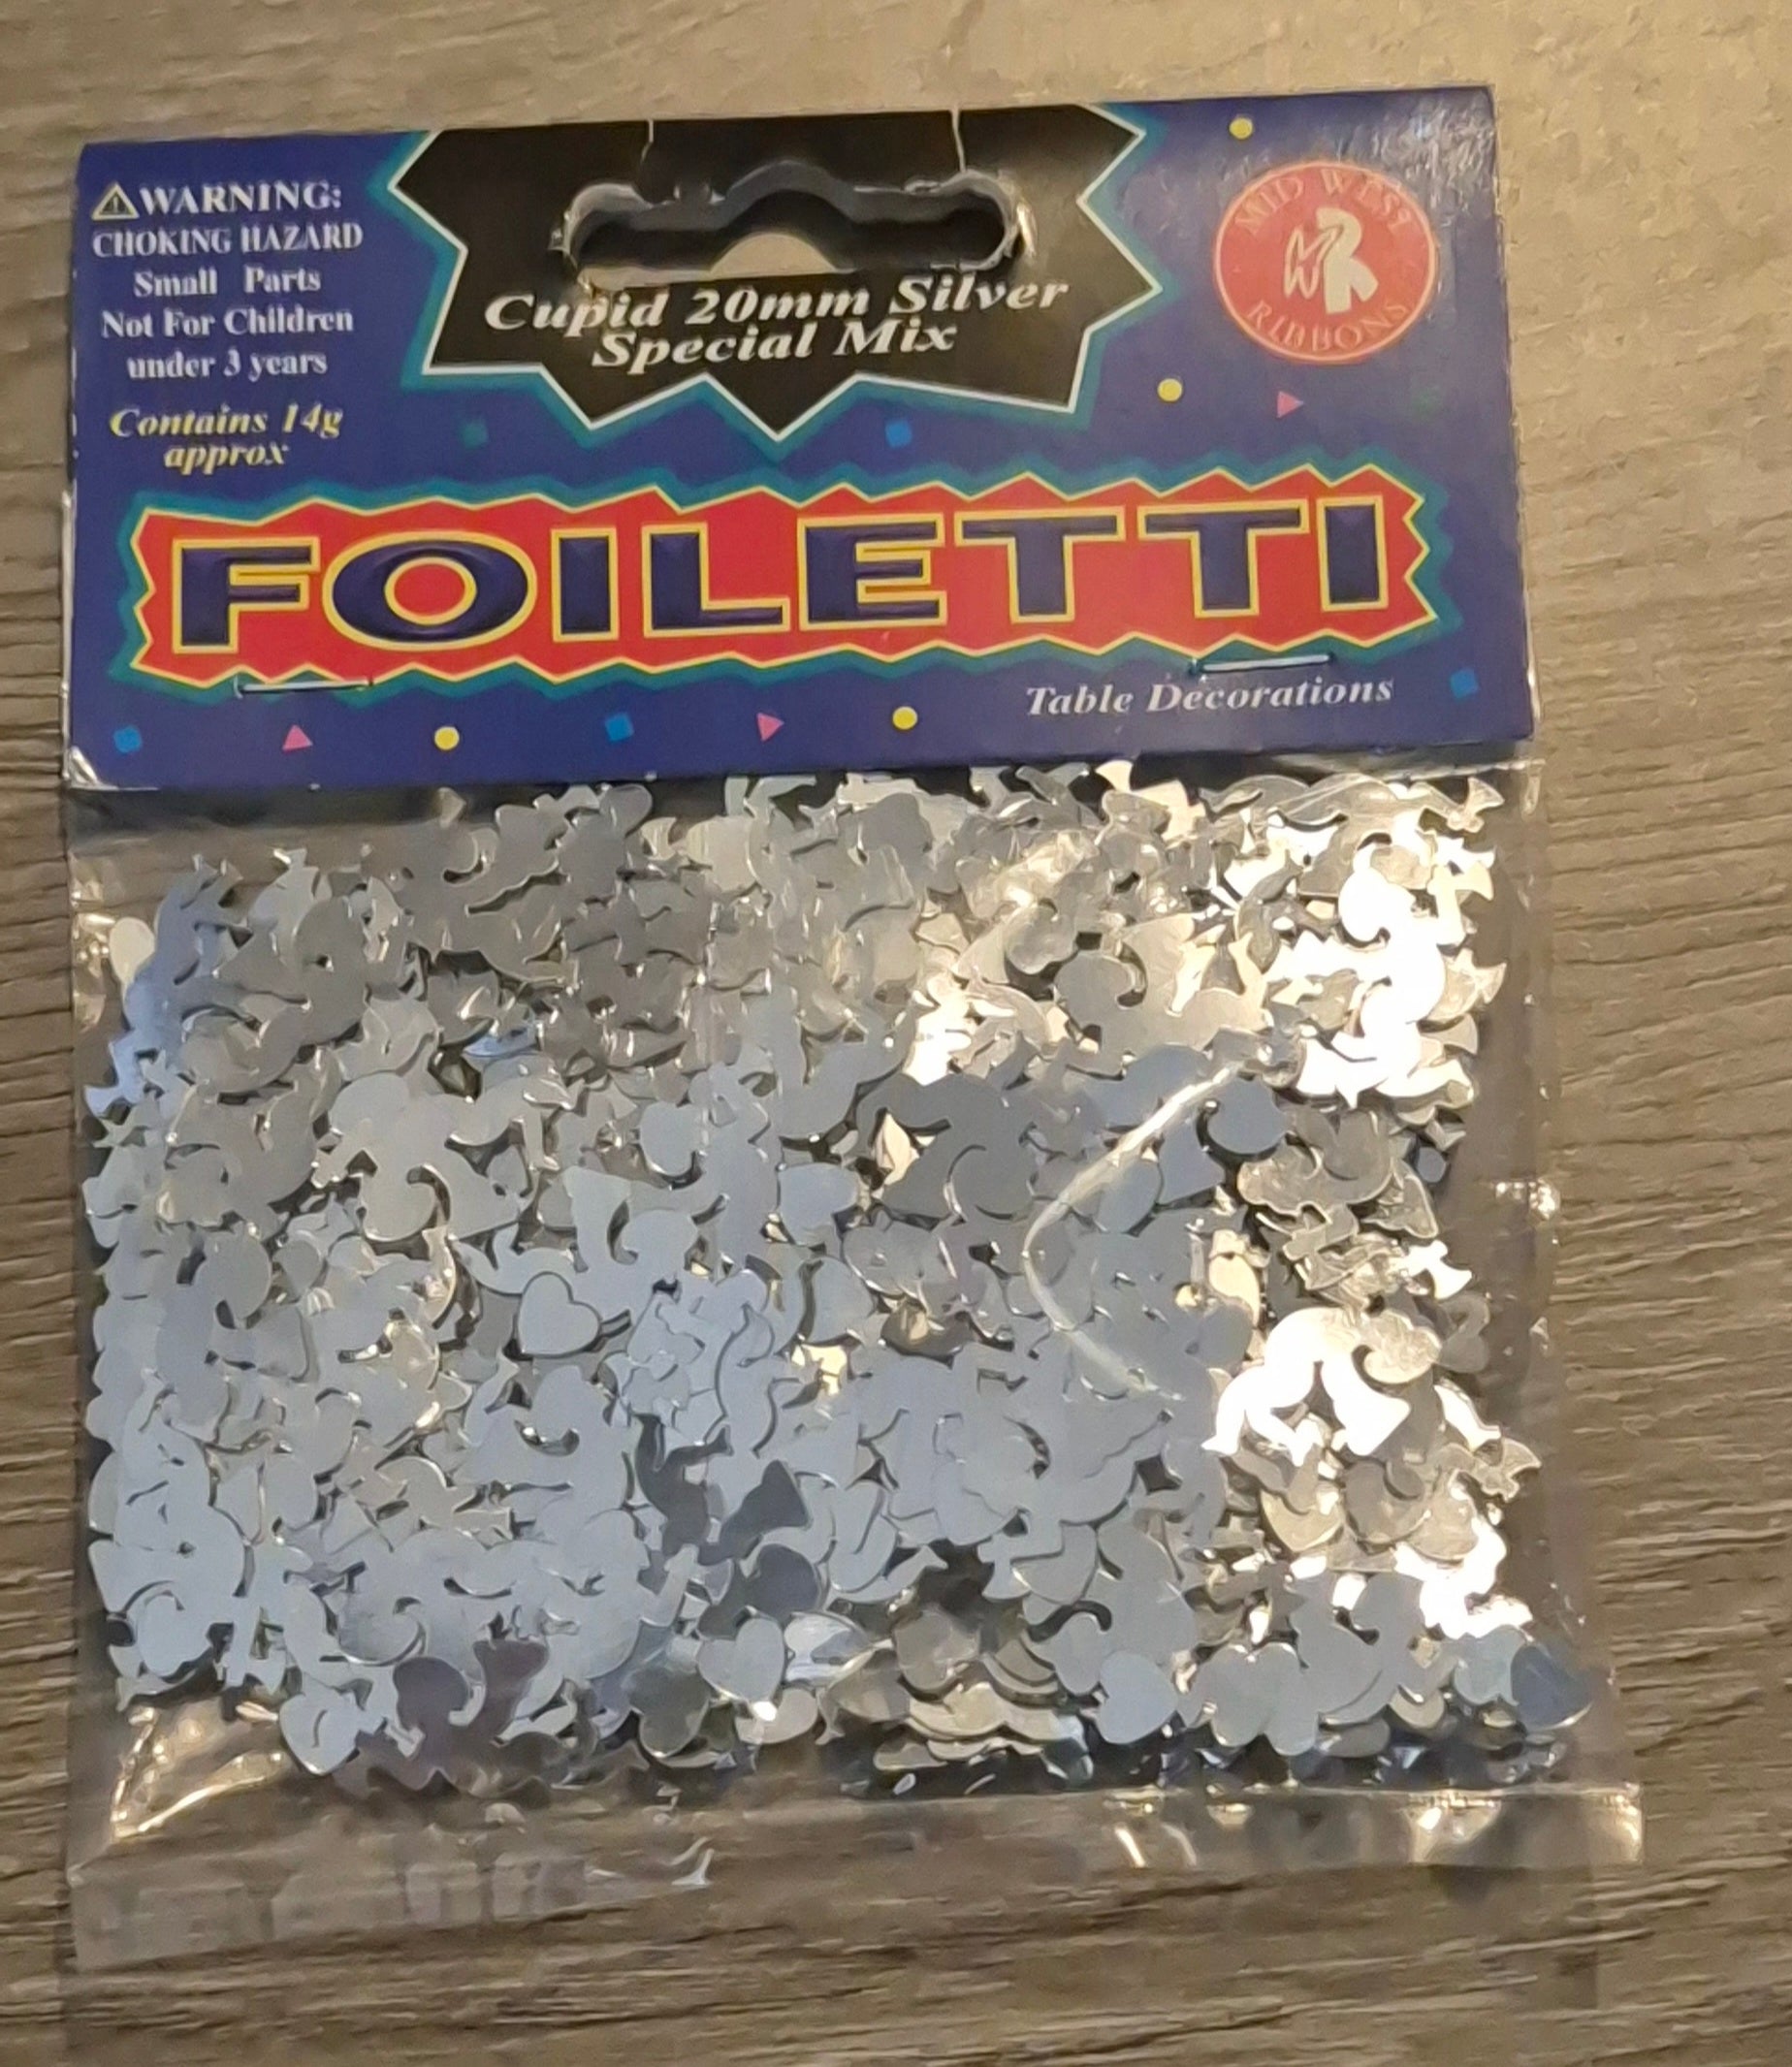 WARNING:
CHOKING HAZARD
Small Parts
Not For Children
under 3 years
Contains 14g
approx
Cupid 20mm Silver
Special Mix
MID WEST
RIBBONS
FOILETTI
Table Decorations